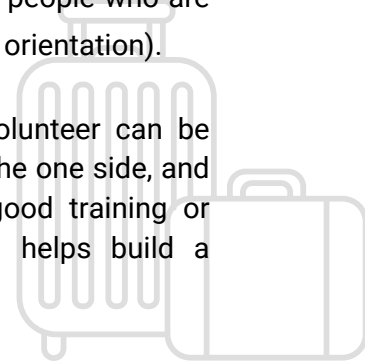 people who are
orientation).
olunteer can be
he one side, and
good training or
helps build a